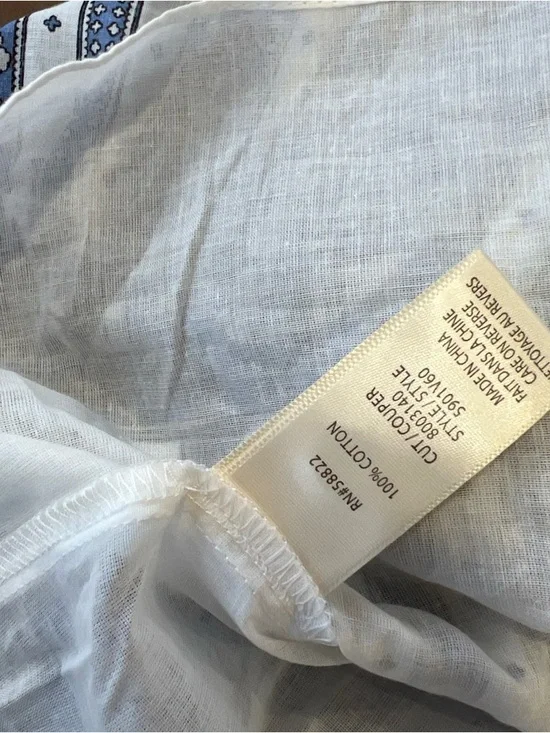 RN#58822
100% COTTON
CUT/COUPER
8003140
STYLE/STYLE
5901V60
MADE IN CHINA
FAIT DANS LA CHINE
CARE ON REVERSE
ETTOYAGE AU REVERS